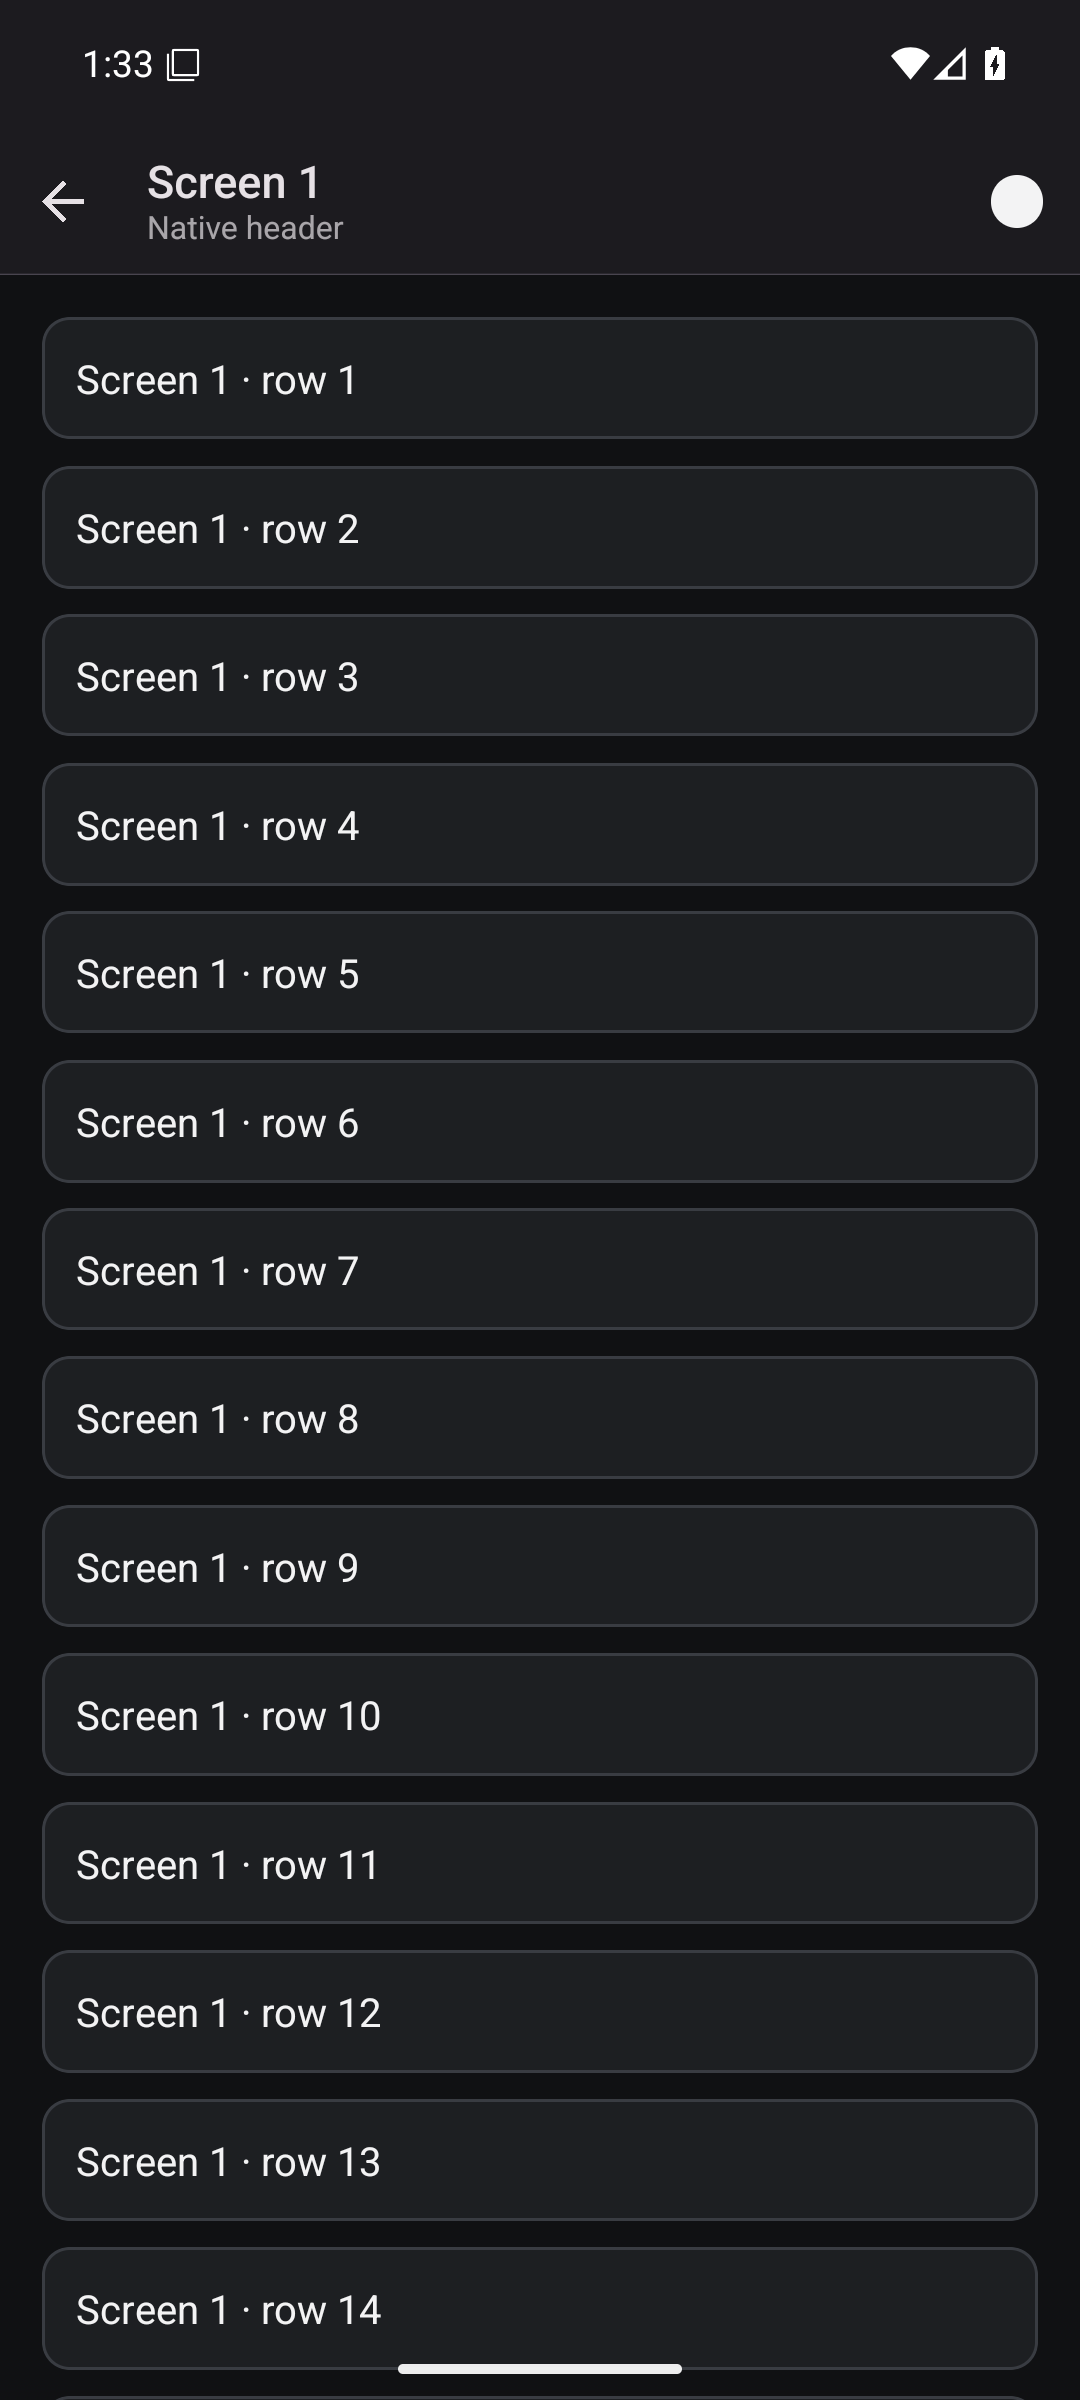 1:33
Screen 1
Native header
Screen 1 · row 1
Screen 1 · row 2
Screen 1 · row 3
Screen 1 · row 4
Screen 1 · row 5
Screen 1 · row 6
Screen 1 · row 7
Screen 1 · row 8
Screen 1 · row 9
Screen 1 · row 10
Screen 1 · row 11
Screen 1 · row 12
Screen 1 · row 13
Screen 1 · row 14